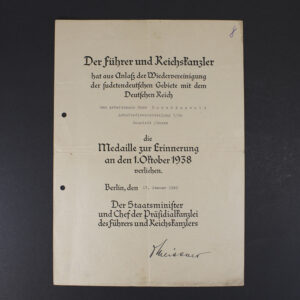 8
Der Führer und Reichskanzler
hat aus Anlaß der Wiedervereinigung
der sudetendeutschen Gebiete mit dem
Deutschen Reich
dem
die
Medaille zur Erinnerung
an den 1. Oktober 1938
verliehen.
Berlin, den
Der Staatsminister
und Chef der Präsidialkanzlei
des Führers und Reichskanzlers